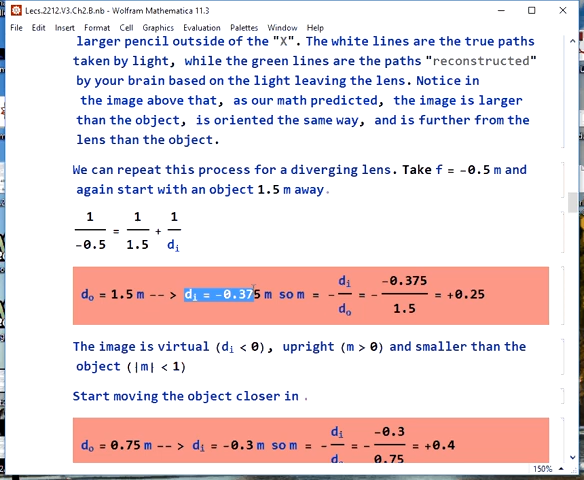 Lecs.2212.V3.Ch2.B.nb - Wolfram Mathematica 11.3
File Edit Insert Format Cell Graphics Evaluation Palettes Window Help
larger pencil outside of the "X". The white lines are the true paths
taken by light, while the green lines are the paths "reconstructed"
by your brain based on the light leaving the lens. Notice in
the image above that, as our math predicted, the image is larger
than the object, is oriented the same way, and is further from the
lens than the object.
We can repeat this process for a diverging lens. Take f = -0.5 m and
again start with an object 1.5 m away.
1/-0.5 = 1/1.5 + 1/dᵢ
dₒ = 1.5 m -- > dᵢ = -0.375 m so m = - dᵢ/dₒ = - -0.375/1.5 = +0.25
The image is virtual (dᵢ < 0), upright (m > 0) and smaller than the
object (|m| < 1)
Start moving the object closer in .
dₒ = 0.75 m -- > dᵢ = -0.3 m so m = - dᵢ/dₒ = - -0.3/0.75 = +0.4
150%